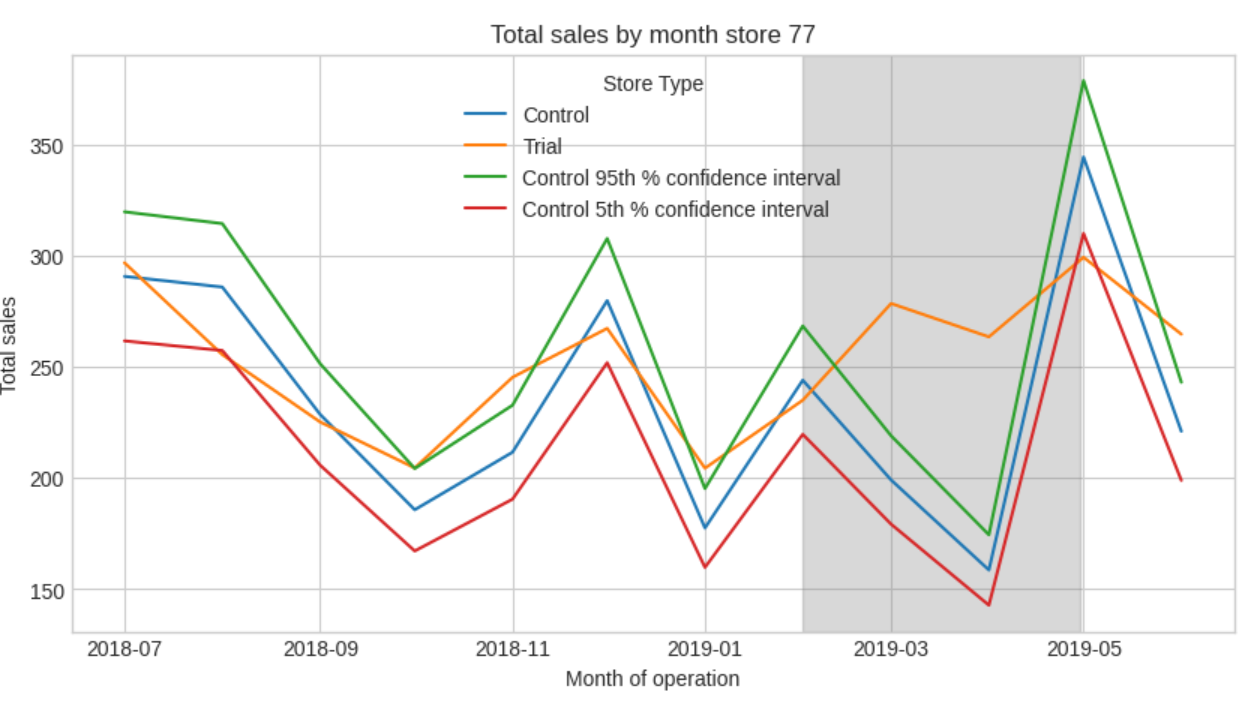 Total sales by month store 77
Store Type
Control
Trial
Control 95th % confidence interval
Control 5th % confidence interval
350
300
250
200
150
Total sales
2018-07 2018-09 2018-11 2019-01 2019-03 2019-05
Month of operation